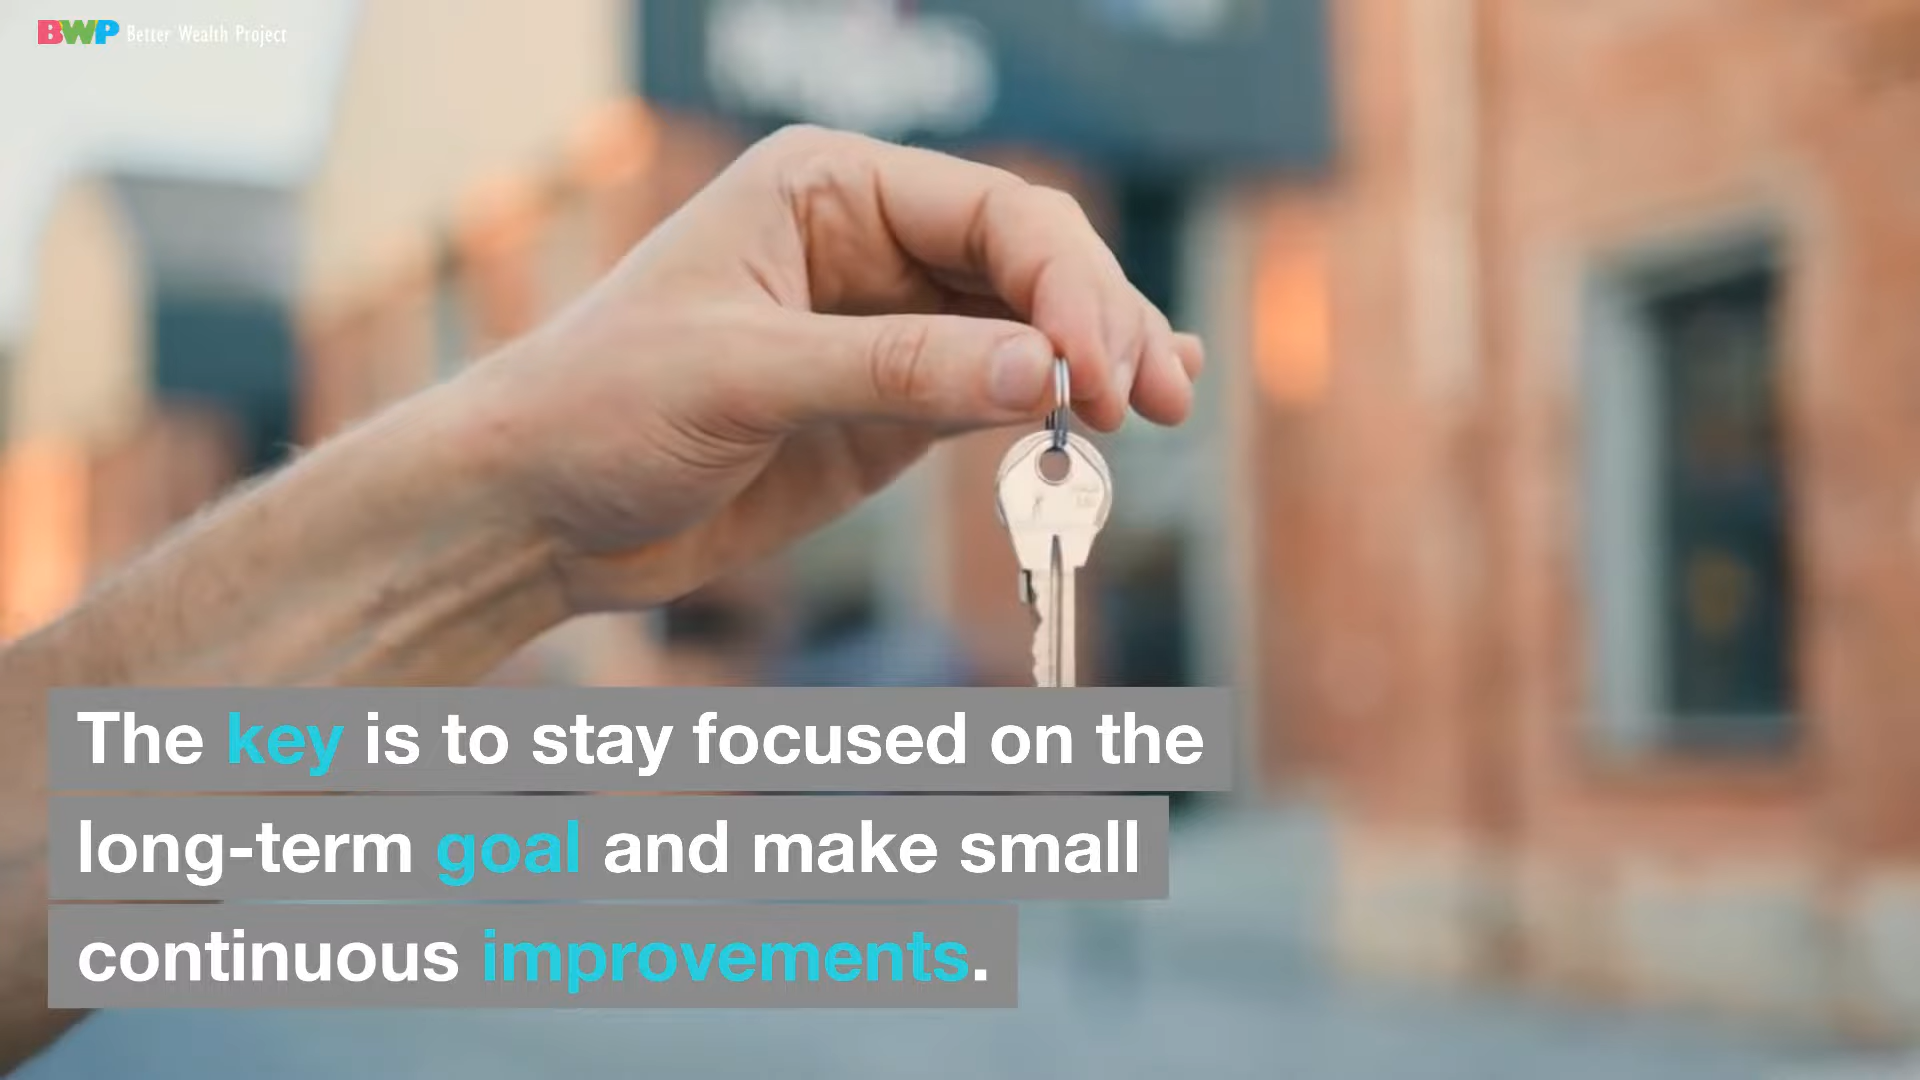 BWP Better Wealth Project
The key is to stay focused on the
long-term goal and make small
continuous improvements.